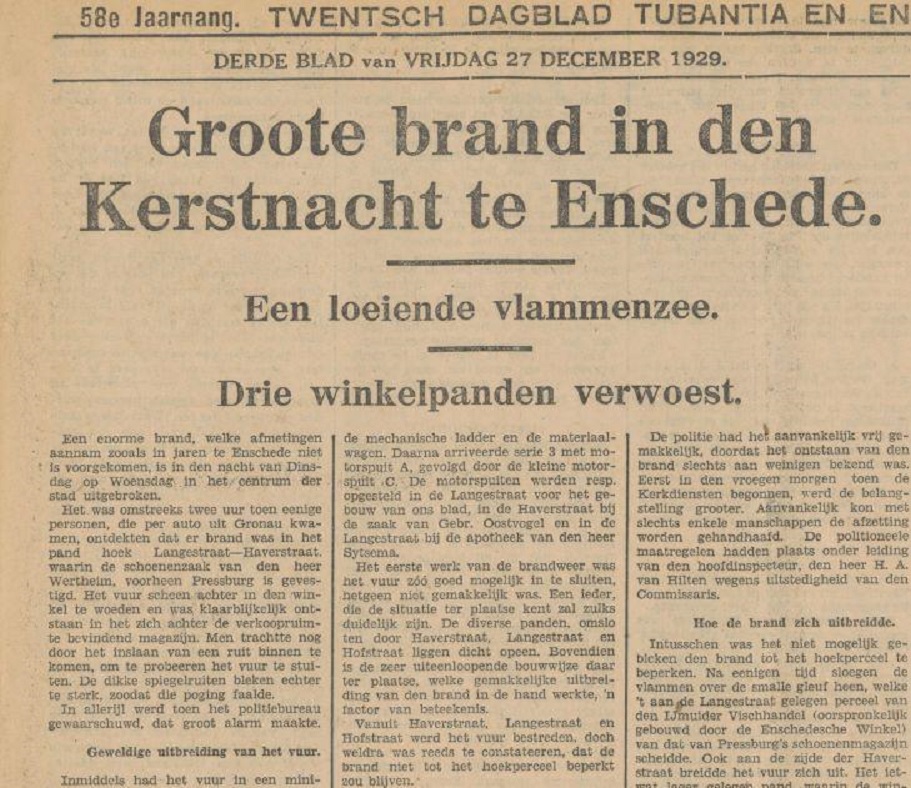 58e Jaargang. TWENTSCH DAGBLAD TUBANTIA EN EN
DERDE BLAD van VRIJDAG 27 DECEMBER 1929.
Groote brand in den
Kerstnacht te Enschede.
Een loeiende vlammenzee.
Drie winkelpanden verwoest.
Een enorme brand, welke afmetingen
aannam zooals in jaren te Enschede niet
is voorgekomen, is in den nacht van Dins-
dag op Woensdag in het centrum der
stad uitgebroken.
Het was omstreeks twee uur toen eenige
personen, die per auto uit Gronau kwa-
men, ontdekten dat er brand was in het
pand hoek Langestraat—Haverstraat,
waarin de schoenenzaak van den heer
Wertheim, voorheen Pressburg is geves-
tigd. Het vuur scheen achter in den win-
kel te woeden en was klaarblijkelijk ont-
staan in het zich achter de verkoopruim-
te bevindend magazijn. Men trachtte nog
door het inslaan van een ruit binnen te
komen, om te probeeren het vuur te stui-
ten. De dikke spiegelruiten bleken echter
te sterk, zoodat die poging faalde.
In allerijl werd toen het politiebureau
gewaarschuwd, dat groot alarm maakte.
Geweldige uitbreiding van het vuur.
Inmiddels had het vuur in een mini-
de mechanische ladder en de materiaal-
wagen. Daarna arriveerde serie 3 met mo-
torspuit A, gevolgd door de kleine motor-
spuit C. De motorspuiten werden resp.
opgesteld in de Langestraat voor het ge-
bouw van ons blad, in de Haverstraat bij
de zaak van Gebr. Oostvogel en in de
Langestraat bij de apotheek van den heer
Sytsema.
Het eerste werk van de brandweer was
het vuur zóó goed mogelijk in te sluiten,
hetgeen niet gemakkelijk was. Een ieder,
die de situatie ter plaatse kent zal zulks
duidelijk zijn. De diverse panden, omslo
ten door Haverstraat, Langestraat en
Hofstraat liggen dicht opeen. Bovendien
is de zeer uiteenloopende bouwwijze daar
ter plaatse, welke gemakkelijke uitbrei-
ding van den brand in de hand werkte, 'n
factor van beteekenis.
Vanuit Haverstraat, Langestraat en
Hofstraat werd het vuur bestreden, doch
weldra was reeds te constateeren, dat de
brand niet tot het hoekperceel beperkt
zou blijven.
De politie had het aanvankelijk vrij ge-
makkelijk, doordat het ontstaan van den
brand slechts aan weinigen bekend was.
Eerst in den vroegen morgen toen de
Kerkdiensten begonnen, werd de belang-
stelling grooter. Aanvankelijk kon met
slechts enkele manschappen de afzetting
worden gehandhaafd. De politioneele
maatregelen hadden plaats onder leiding
van den hoofdinspecteur, den heer H. A.
van Hilten wegens uitstedigheid van den
Commissaris.
Hoe de brand zich uitbreidde.
Intusschen was het niet mogelijk ge-
bleken den brand tot het hoekperceel te
beperken. Na eenigen tijd sloegen de
vlammen over de smalle gleuf heen, welke
't aan de Langestraat gelegen perceel van
den IJmuider Vischhandel (oorspronkelijk
gebouwd door de Enschedesche Winkel)
van dat van Pressburg's schoenenmagazijn
scheidde. Ook aan de zijde der Haver-
straat breidde het vuur zich uit. Het iet-
wat lager gelegen pand, waarin de win-